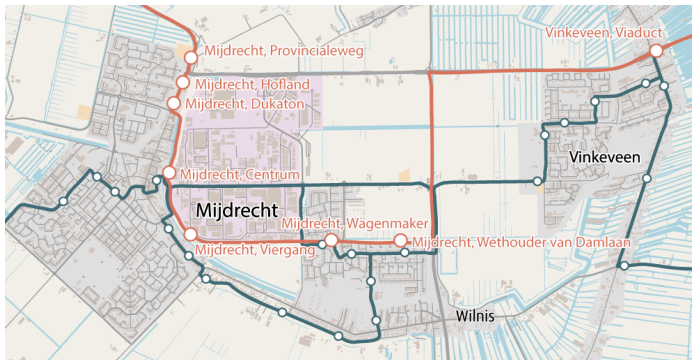 Vinkeveen, Viaduct
Mijdrecht, Provincialeweg
Mijdrecht, Hofland
Mijdrecht, Dukaton
Vinkeveen
Mijdrecht, Centrum
Mijdrecht
Mijdrecht, Wagenmaker
Mijdrecht, Viergang
Mijdrecht, Wethouder van Damlaan
Wilnis